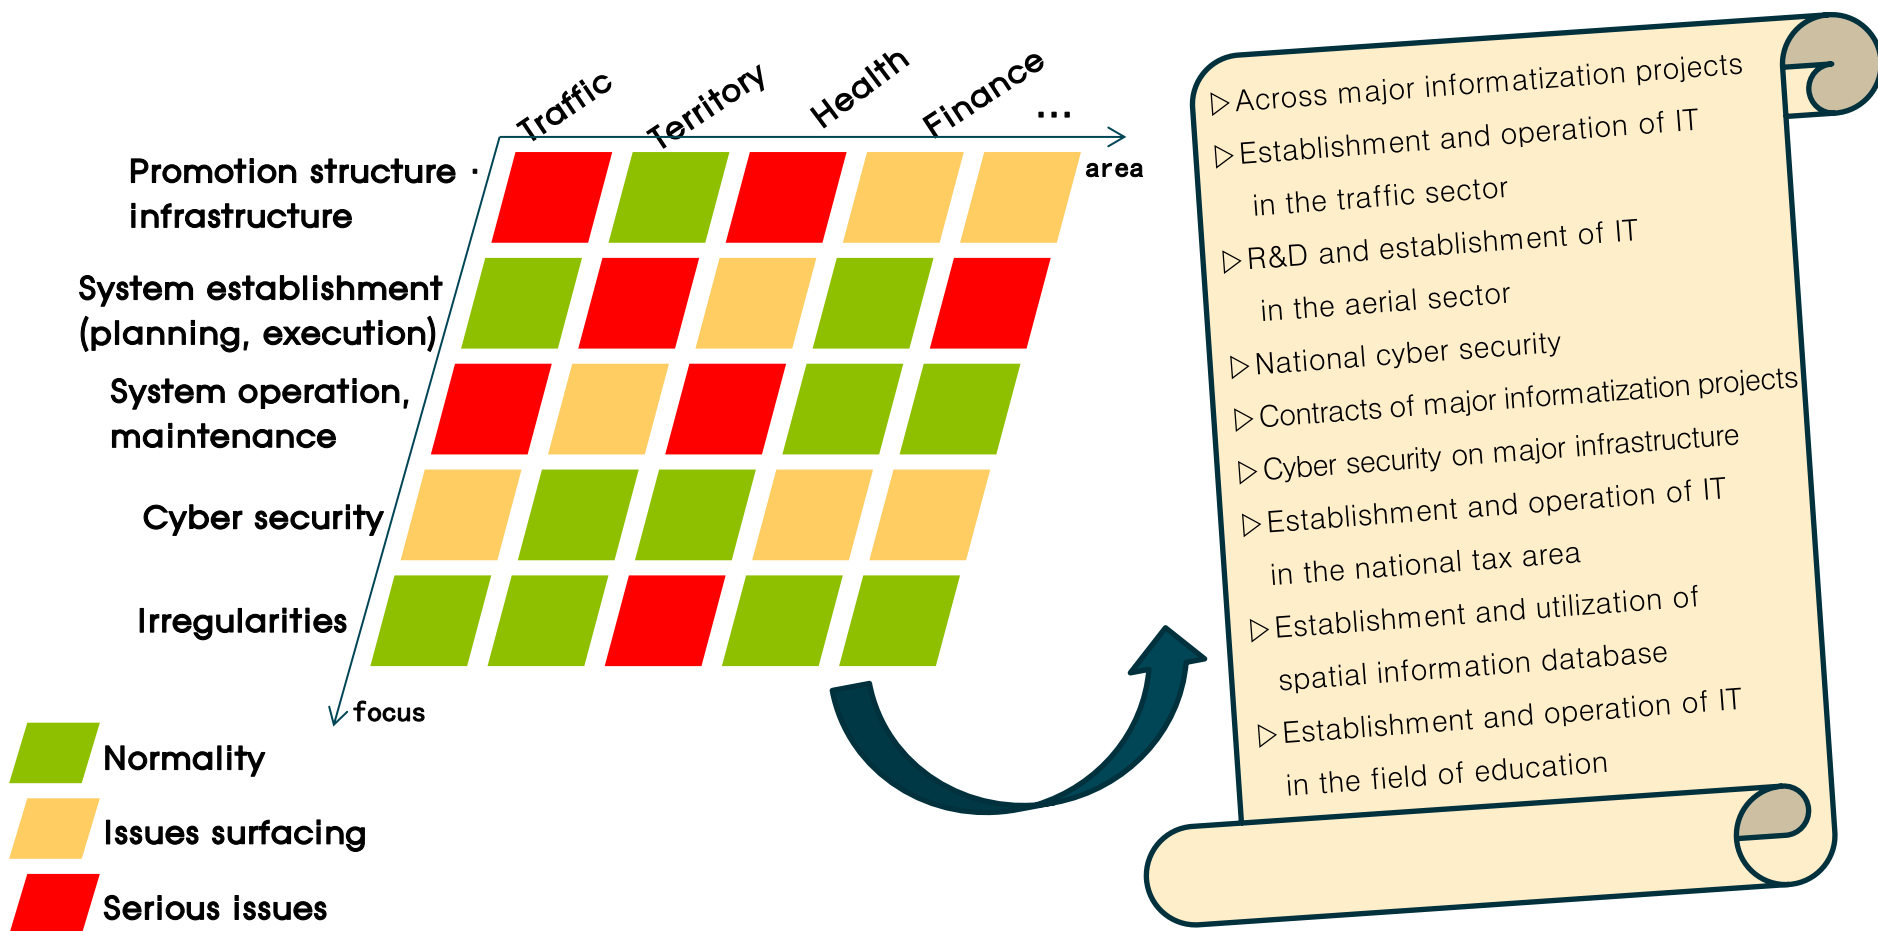 Traffic
Territory
Health
Finance
...
area
Promotion structure ·
infrastructure
System establishment
(planning, execution)
System operation,
maintenance
Cyber security
Irregularities
focus
Normality
Issues surfacing
Serious issues
▷Across major informatization projects
▷Establishment and operation of IT
in the traffic sector
▷R&D and establishment of IT
in the aerial sector
▷National cyber security
▷Contracts of major informatization projects
▷Cyber security on major infrastructure
▷Establishment and operation of IT
in the national tax area
▷Establishment and utilization of
spatial information database
▷Establishment and operation of IT
in the field of education